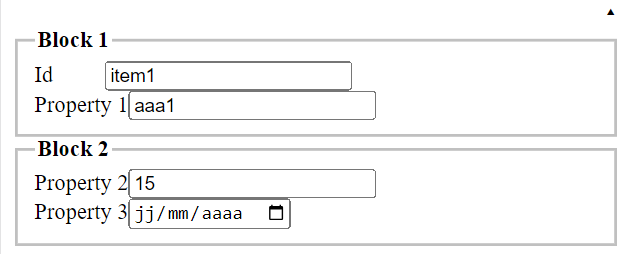 Block 1
Id item1
Property 1 aaa1
Block 2
Property 2 15
Property 3 jj/mm/aaaa